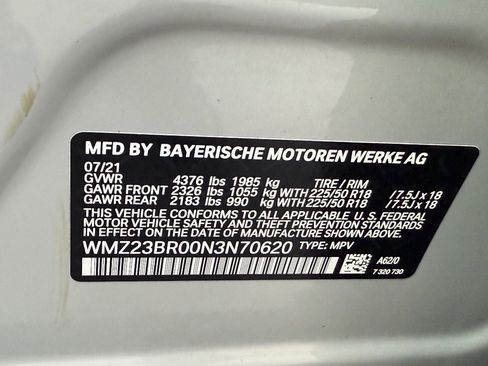 MFD BY BAYERISCHE MOTOREN WERKE AG
07/21
GVWR 4376 lbs 1985 kg TIRE / RIM
GAWR FRONT 2326 lbs 1055 kg WITH 225/50 R18 / 7.5J x 18
GAWR REAR 2183 lbs 990 kg WITH 225/50 R18 / 7.5J x 18
THIS VEHICLE CONFORMS TO ALL APPLICABLE U.S. FEDERAL
MOTOR VEHICLE SAFETY AND THEFT PREVENTION STANDARDS
IN EFFECT ON THE DATE OF MANUFACTURE SHOWN ABOVE.
WMZ23BR00N3N70620 TYPE: MPV
A62/0
7 320 730